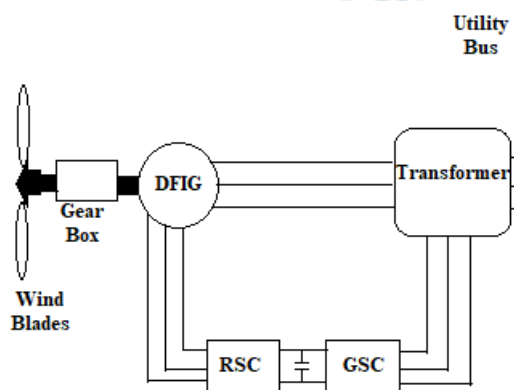 Utility
Bus
DFIG
Transformer
Gear
Box
Wind
Blades
RSC
GSC